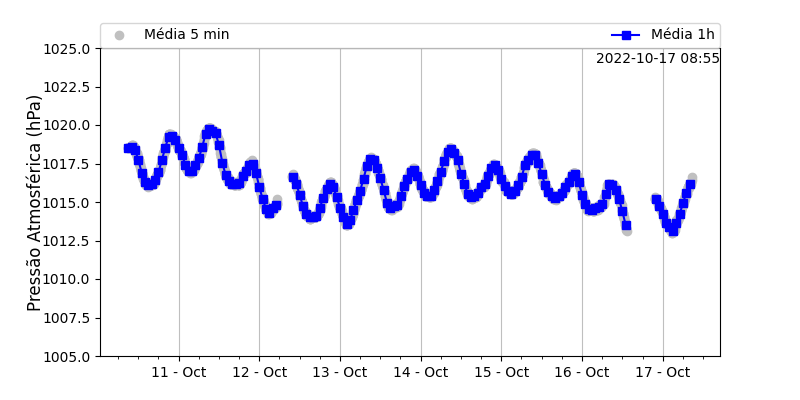 Média 5 min
Média 1h
2022-10-17 08:55
Pressão Atmosférica (hPa)
1025.0
1022.5
1020.0
1017.5
1015.0
1012.5
1010.0
1007.5
1005.0
11 - Oct
12 - Oct
13 - Oct
14 - Oct
15 - Oct
16 - Oct
17 - Oct